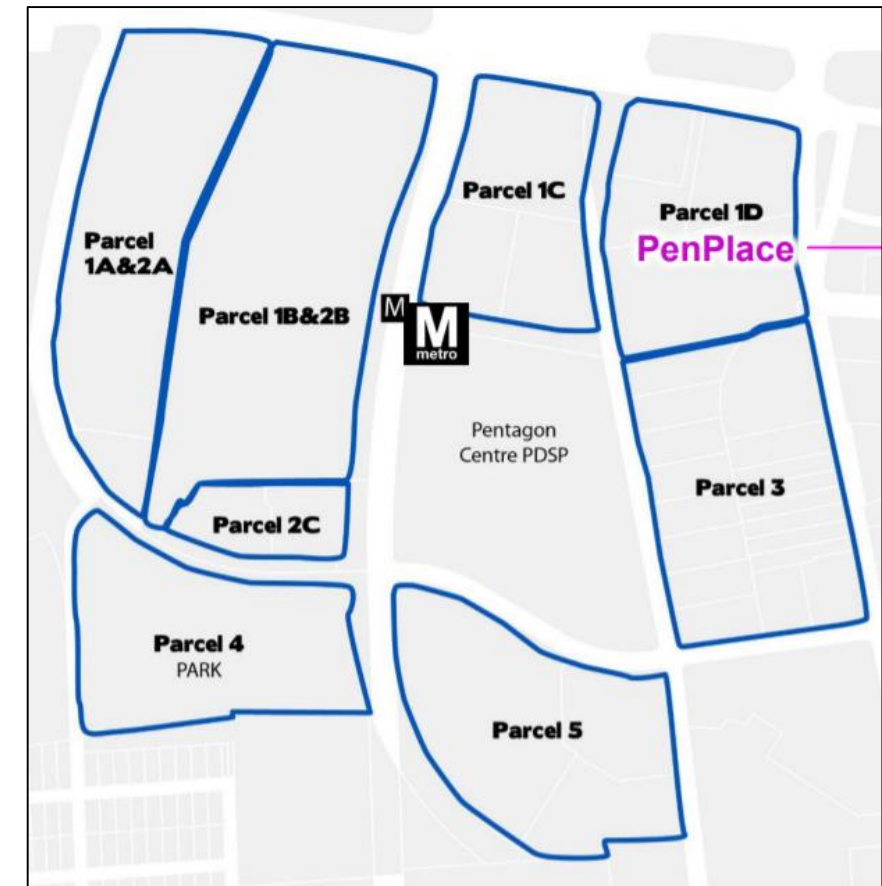 Parcel
1A&2A
Parcel 1B&2B
Parcel 1C
Parcel 1D
PenPlace
M
M
metro
Pentagon
Centre PDSP
Parcel 3
Parcel 2C
Parcel 4
PARK
Parcel 5